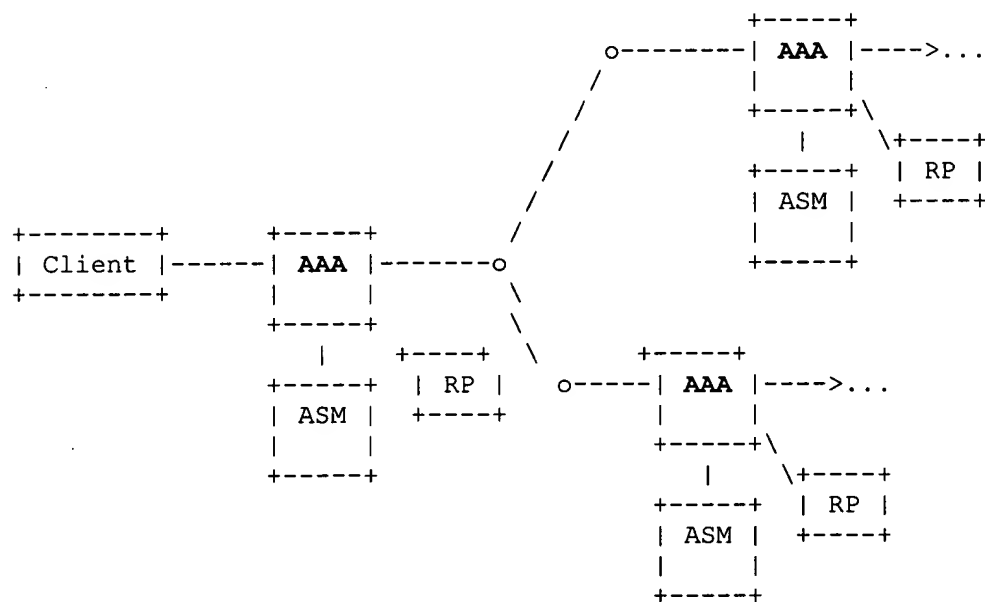 +------+
                                       o---------| AAA  |---->...
                                      /          |      |
                                     /           +------+\
                                    /               |     \+-----+
                                   /             +------+  | RP  |
                                  /              | ASM  |  +-----+
+--------+       +------+        /               |      |
| Client |-------| AAA  |-------o                +------+
+--------+       |      |        \
                 +------+         \
                    |    +-----+   \       +------+
                 +------+ | RP |    o------| AAA  |---->...
                 | ASM  | +----+           |      |
                 |      |                  +------+\
                 +------+                     |     \+-----+
                                           +------+  | RP  |
                                           | ASM  |  +-----+
                                           |      |
                                           +------+